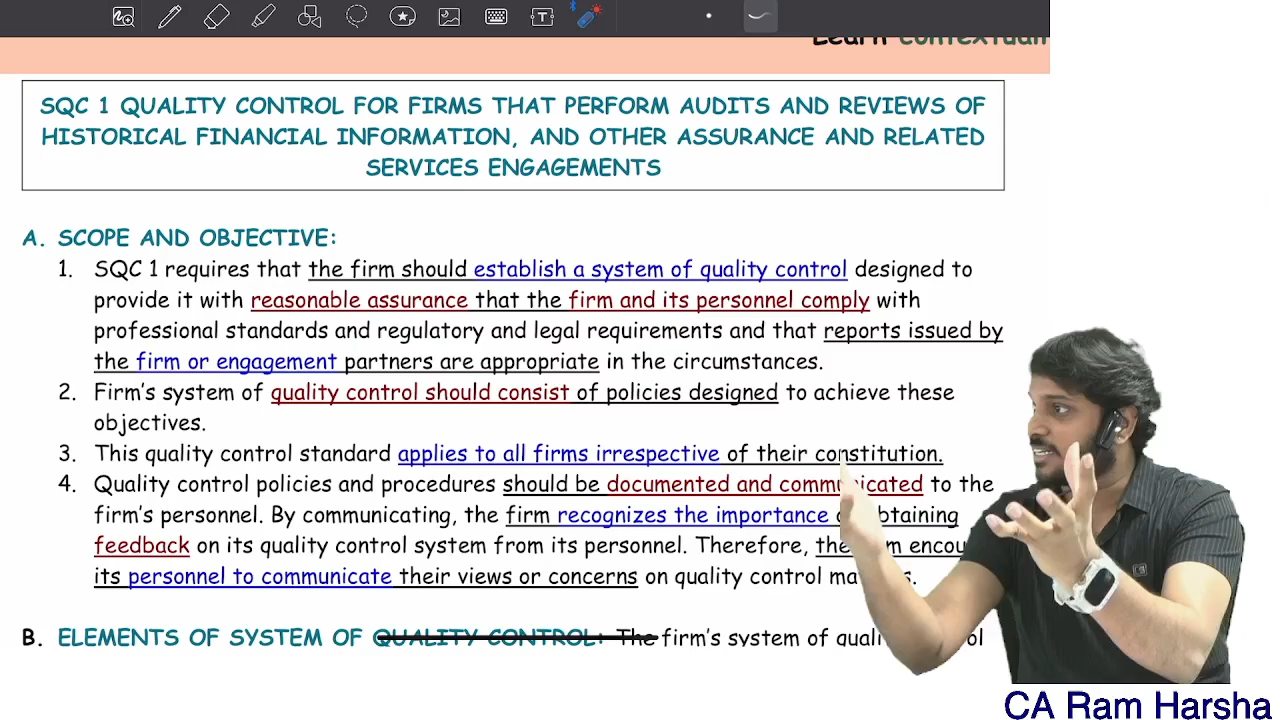 Learn contextual
SQC 1 QUALITY CONTROL FOR FIRMS THAT PERFORM AUDITS AND REVIEWS OF
HISTORICAL FINANCIAL INFORMATION, AND OTHER ASSURANCE AND RELATED
SERVICES ENGAGEMENTS
A. SCOPE AND OBJECTIVE:
1. SQC 1 requires that the firm should establish a system of quality control designed to
provide it with reasonable assurance that the firm and its personnel comply with
professional standards and regulatory and legal requirements and that reports issued by
the firm or engagement partners are appropriate in the circumstances.
2. Firm's system of quality control should consist of policies designed to achieve these
objectives.
3. This quality control standard applies to all firms irrespective of their constitution.
4. Quality control policies and procedures should be documented and communicated to the
firm's personnel. By communicating, the firm recognizes the importance obtaining
feedback on its quality control system from its personnel. Therefore,
its personnel to communicate their views or concerns on quality control
B. ELEMENTS OF SYSTEM OF QUALITY CONTROL: The firm's system of
CA Ram Harsha